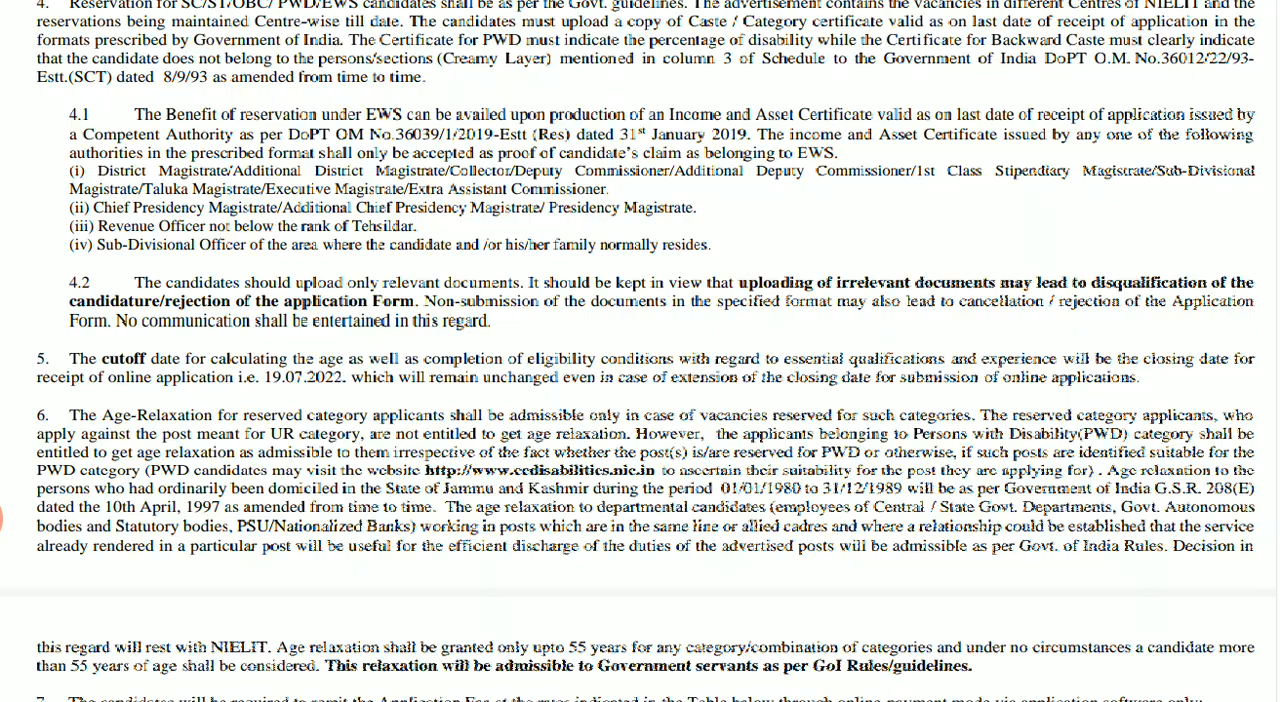 4. Reservation for SC/ST/OBC/ PWD/EWS candidates shall be as per the Govt. guidelines. The advertisement contains the vacancies in different Centres of NIELIT and the
reservations being maintained Centre-wise till date. The candidates must upload a copy of Caste / Category certificate valid as on last date of receipt of application in the
formats prescribed by Government of India. The Certificate for PWD must indicate the percentage of disability while the Certificate for Backward Caste must clearly indicate
that the candidate does not belong to the persons/sections (Creamy Layer) mentioned in column 3 of Schedule to the Government of India DoPT O.M. No.36012/22/93-
Estt.(SCT) dated 8/9/93 as amended from time to time.
4.1 The Benefit of reservation under EWS can be availed upon production of an Income and Asset Certificate valid as on last date of receipt of application issued by
a Competent Authority as per DoPT OM No.36039/1/2019-Estt (Res) dated 31st January 2019. The income and Asset Certificate issued by any one of the following
authorities in the prescribed format shall only be accepted as proof of candidate's claim as belonging to EWS.
(i) District Magistrate/Additional District Magistrate/Collector/Deputy Commissioner/Additional Deputy Commissioner/1st Class Stipendiary Magistrate/Sub-Divisional
Magistrate/Taluka Magistrate/Executive Magistrate/Extra Assistant Commissioner.
(ii) Chief Presidency Magistrate/Additional Chief Presidency Magistrate/ Presidency Magistrate.
(iii) Revenue Officer not below the rank of Tehsildar.
(iv) Sub-Divisional Officer of the area where the candidate and /or his/her family normally resides.
4.2 The candidates should upload only relevant documents. It should be kept in view that uploading of irrelevant documents may lead to disqualification of the
candidature/rejection of the application Form. Non-submission of the documents in the specified format may also lead to cancellation / rejection of the Application
Form. No communication shall be entertained in this regard.
5. The cutoff date for calculating the age as well as completion of eligibility conditions with regard to essential qualifications and experience will be the closing date for
receipt of online application i.e. 19.07.2022. which will remain unchanged even in case of extension of the closing date for submission of online applications.
6. The Age-Relaxation for reserved category applicants shall be admissible only in case of vacancies reserved for such categories. The reserved category applicants, who
apply against the post meant for UR category, are not entitled to get age relaxation. However, the applicants belonging to Persons with Disability(PWD) category shall be
entitled to get age relaxation as admissible to them irrespective of the fact whether the post(s) is/are reserved for PWD or otherwise, if such posts are identified suitable for the
PWD category (PWD candidates may visit the website http://www.ccdisabilities.nic.in to ascertain their suitability for the post they are applying for) . Age relaxation to the
persons who had ordinarily been domiciled in the State of Jammu and Kashmir during the period 01/01/1980 to 31/12/1989 will be as per Government of India G.S.R. 208(E)
dated the 10th April, 1997 as amended from time to time. The age relaxation to departmental candidates (employees of Central / State Govt. Departments, Govt. Autonomous
bodies and Statutory bodies, PSU/Nationalized Banks) working in posts which are in the same line or allied cadres and where a relationship could be established that the service
already rendered in a particular post will be useful for the efficient discharge of the duties of the advertised posts will be admissible as per Govt. of India Rules. Decision in
this regard will rest with NIELIT. Age relaxation shall be granted only upto 55 years for any category/combination of categories and under no circumstances a candidate more
than 55 years of age shall be considered. This relaxation will be admissible to Government servants as per GoI Rules/guidelines.
7. The candidates will be required to remit the Application Fee at the rates indicated in the Table below through online payment mode via application software only: